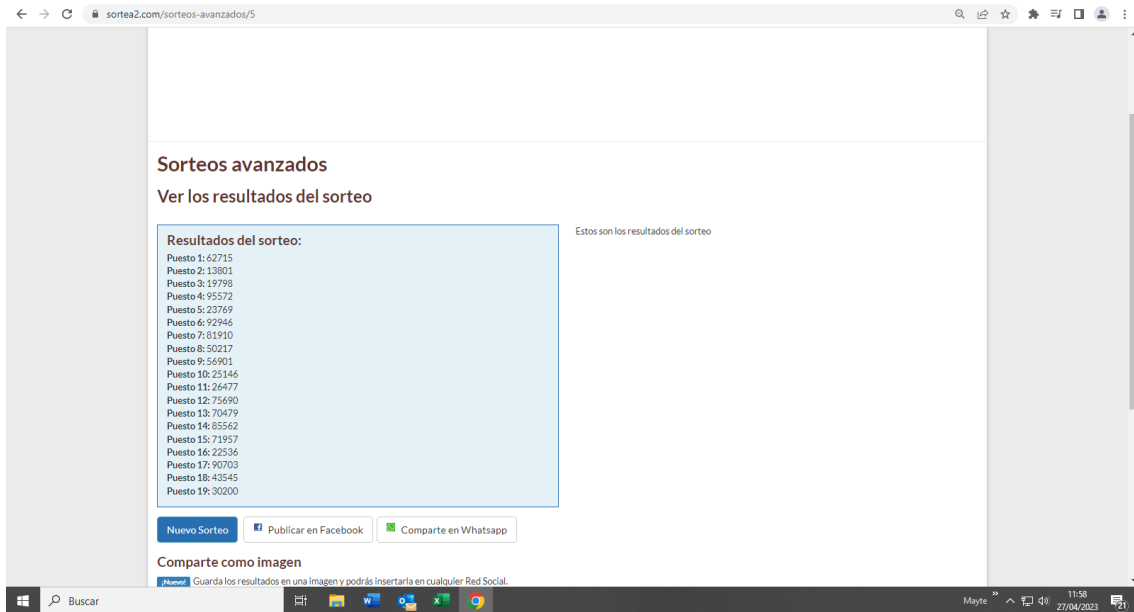 sortea2.com/sorteos-avanzados/5
Sorteos avanzados
Ver los resultados del sorteo
Resultados del sorteo:
Puesto 1: 62715
Puesto 2: 13801
Puesto 3: 19798
Puesto 4: 95572
Puesto 5: 23769
Puesto 6: 92946
Puesto 7: 81910
Puesto 8: 50217
Puesto 9: 56901
Puesto 10: 25146
Puesto 11: 26477
Puesto 12: 75690
Puesto 13: 70479
Puesto 14: 85562
Puesto 15: 71957
Puesto 16: 22536
Puesto 17: 90703
Puesto 18: 43545
Puesto 19: 30200
Estos son los resultados del sorteo
Nuevo Sorteo Publicar en Facebook Comparte en Whatsapp
Comparte como imagen
¡Nuevo! Guarda los resultados en una imagen y podrás insertarla en cualquier Red Social.
Buscar
Mayte » 11:58
27/04/2023 21